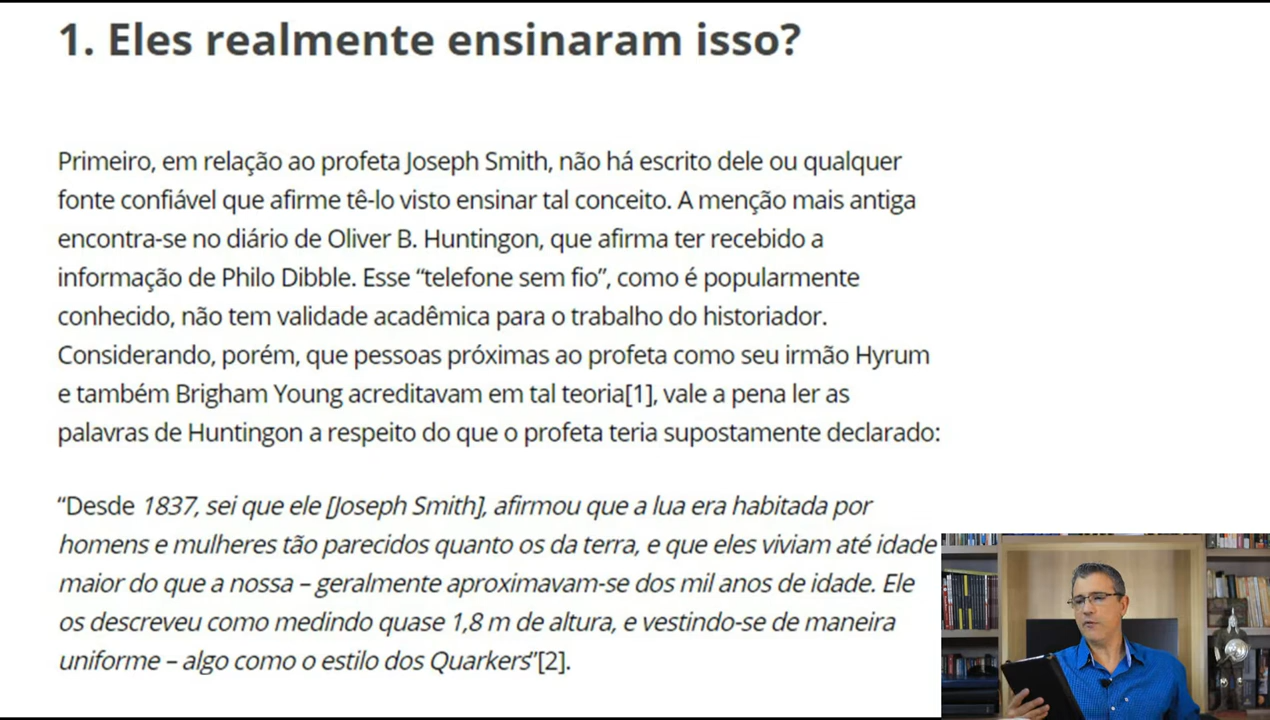 1. Eles realmente ensinaram isso?
Primeiro, em relação ao profeta Joseph Smith, não há escrito dele ou qualquer
fonte confiável que afirme tê-lo visto ensinar tal conceito. A menção mais antiga
encontra-se no diário de Oliver B. Huntingon, que afirma ter recebido a
informação de Philo Dibble. Esse “telefone sem fio”, como é popularmente
conhecido, não tem validade acadêmica para o trabalho do historiador.
Considerando, porém, que pessoas próximas ao profeta como seu irmão Hyrum
e também Brigham Young acreditavam em tal teoria[1], vale a pena ler as
palavras de Huntingon a respeito do que o profeta teria supostamente declarado:
“Desde 1837, sei que ele [Joseph Smith], afirmou que a lua era habitada por
homens e mulheres tão parecidos quanto os da terra, e que eles viviam até idade
maior do que a nossa – geralmente aproximavam-se dos mil anos de idade. Ele
os descreveu como medindo quase 1,8 m de altura, e vestindo-se de maneira
uniforme – algo como o estilo dos Quarkers”[2].